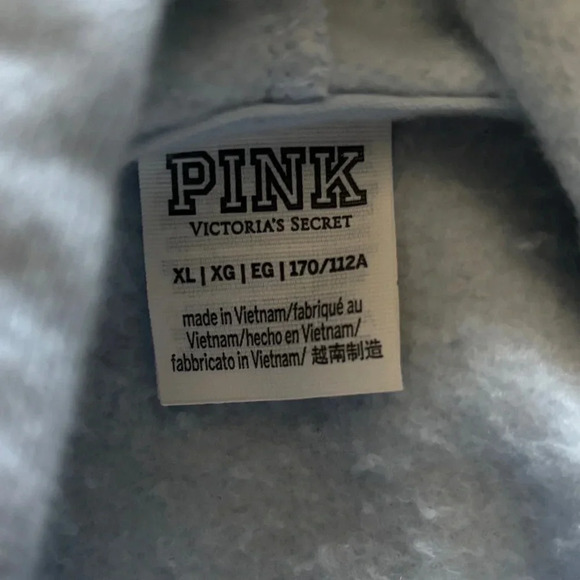 PINK
VICTORIA'S SECRET
XL | XG | EG | 170/112A
made in Vietnam/fabriqué au
Vietnam/hecho en Vietnam/
fabbricato in Vietnam/ 越南制造